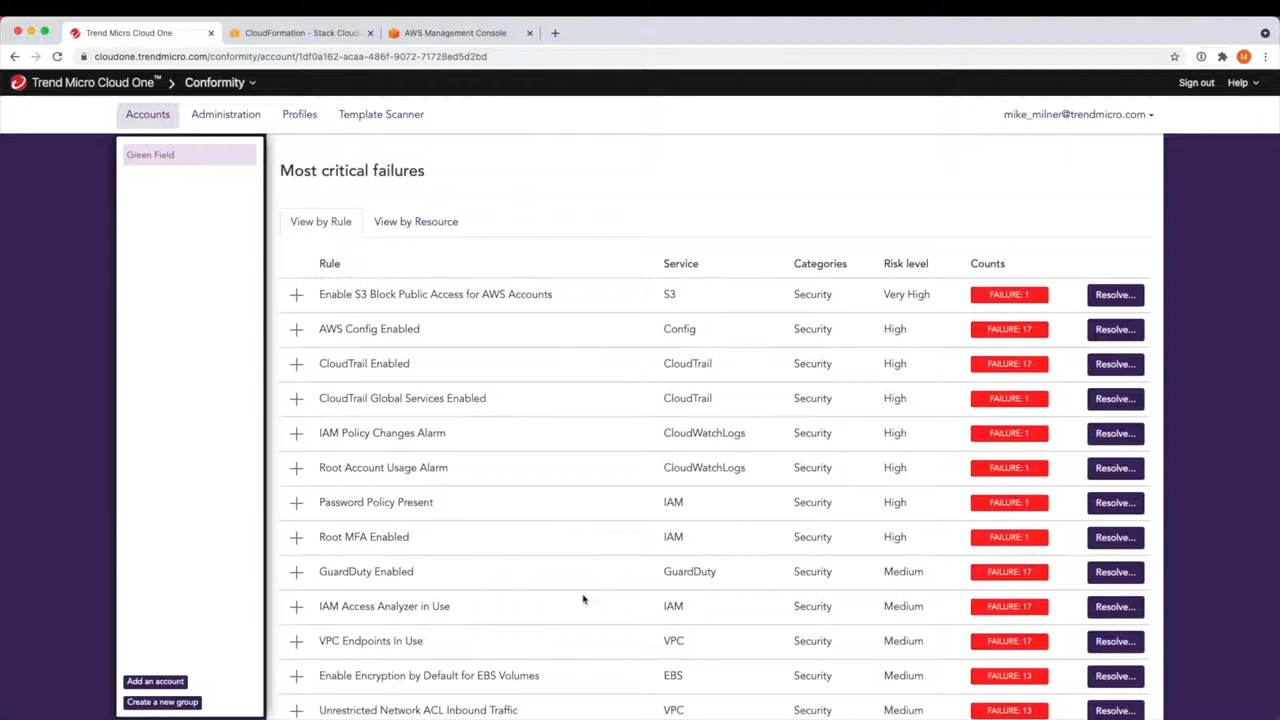 Trend Micro Cloud One
CloudFormation - Stack Cloud
AWS Management Console
cloudone.trendmicro.com/conformity/account/1df0a162-acaa-486f-9072-71728ed5d2bd
M
Trend Micro Cloud One™ Conformity
Sign out Help
Accounts Administration Profiles Template Scanner mike_milner@trendmicro.com
Green Field
Most critical failures
View by Rule View by Resource
Rule Service Categories Risk level Counts
Enable S3 Block Public Access for AWS Accounts S3 Security Very High FAILURE: 1 Resolve...
AWS Config Enabled Config Security High FAILURE: 17 Resolve...
CloudTrail Enabled CloudTrail Security High FAILURE: 17 Resolve...
CloudTrail Global Services Enabled CloudTrail Security High FAILURE: 1 Resolve...
IAM Policy Changes Alarm CloudWatchLogs Security High FAILURE: 1 Resolve...
Root Account Usage Alarm CloudWatchLogs Security High FAILURE: 1 Resolve...
Password Policy Present IAM Security High FAILURE: 1 Resolve...
Root MFA Enabled IAM Security High FAILURE: 1 Resolve...
GuardDuty Enabled GuardDuty Security Medium FAILURE: 17 Resolve...
IAM Access Analyzer in Use IAM Security Medium FAILURE: 17 Resolve...
VPC Endpoints In Use VPC Security Medium FAILURE: 17 Resolve...
Enable Encryption by Default for EBS Volumes EBS Security Medium FAILURE: 13 Resolve...
Unrestricted Network ACL Inbound Traffic VPC Security Medium FAILURE: 13 Resolve...
Add an account
Create a new group